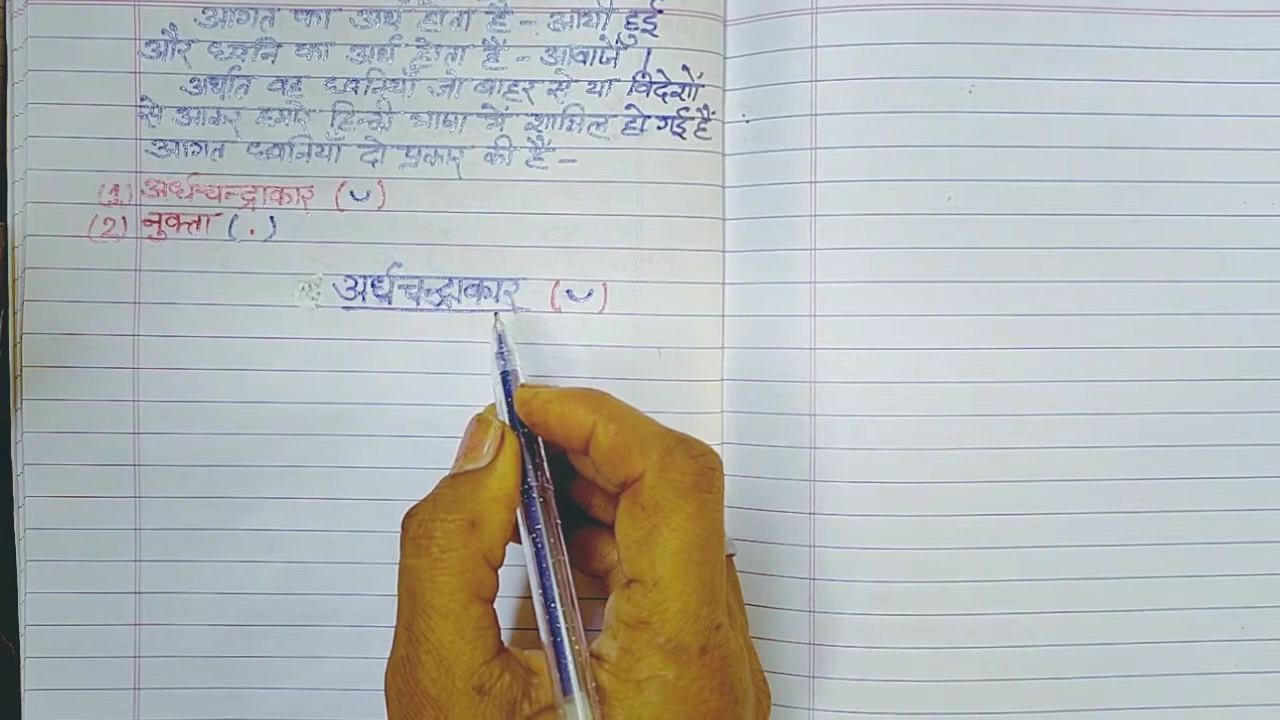 आगत का अर्थ होता है - आयी हुई
और ध्वनि का अर्थ होता है - आवाजें ।
अर्थात वह ध्वनियाँ जो बाहर से या विदेशों
से आकर हमारे हिन्दी भाषा में शामिल हो गई हैं
आगत ध्वनियाँ दो प्रकार की हैं -
(1) अर्धचन्द्राकार (ں)
(2) नुक्ता (.)
अर्धचन्द्राकार (ں)